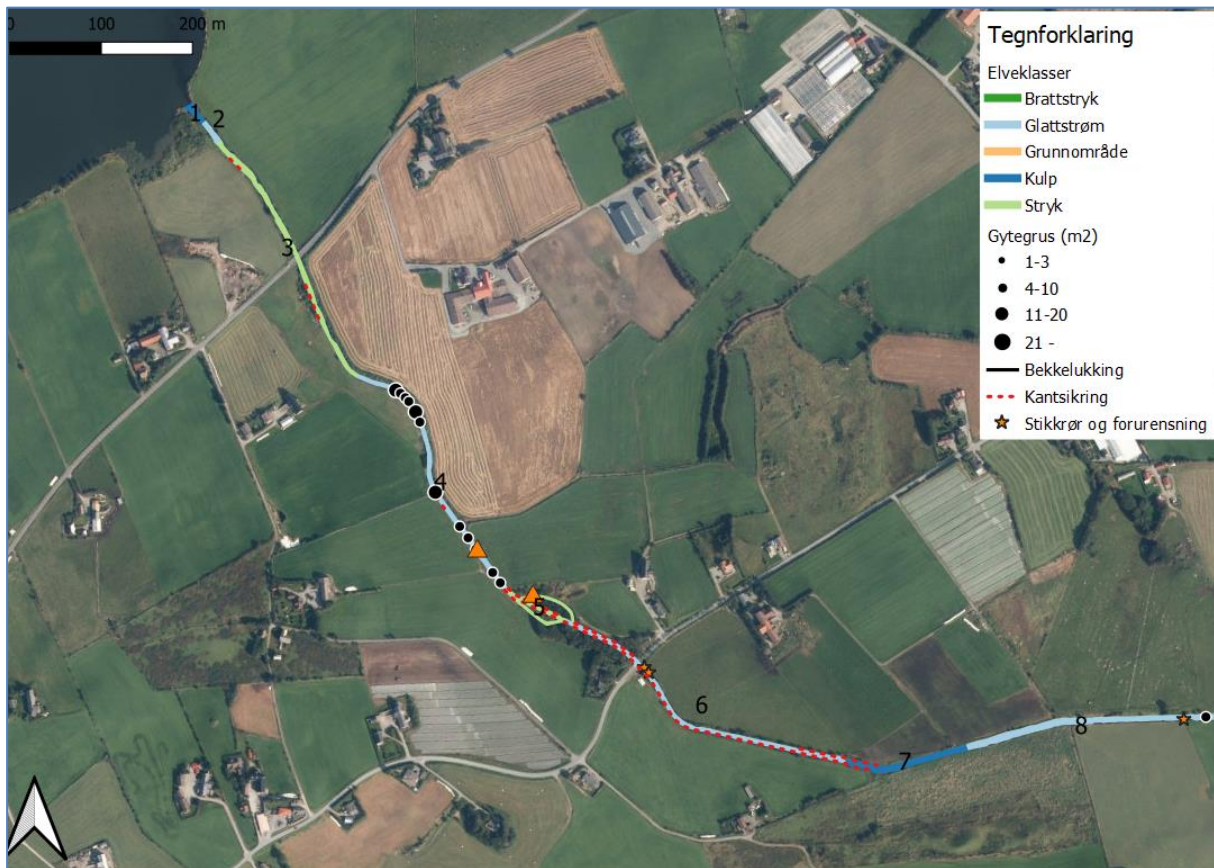 0 100 200 m
Tegnforklaring
Elveklasser
Brattstryk
Glattstrøm
Grunnområde
Kulp
Stryk
Gytegrus (m2)
1-3
4-10
11-20
21 -
Bekkelukking
Kantsikring
Stikkrør og forurensning
1
2
3
4
5
6
7
8